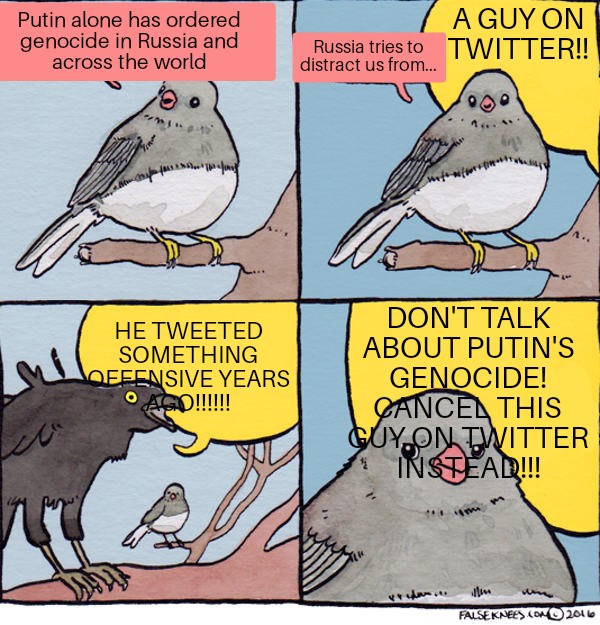 Putin alone has ordered
genocide in Russia and
across the world
Russia tries to
distract us from...
A GUY ON
TWITTER!!
HE TWEETED
SOMETHING
OFFENSIVE YEARS
AGO!!!!!!
DON'T TALK
ABOUT PUTIN'S
GENOCIDE!
CANCEL THIS
GUY ON TWITTER
INSTEAD!!!
FALSEKNEES.COM © 2016